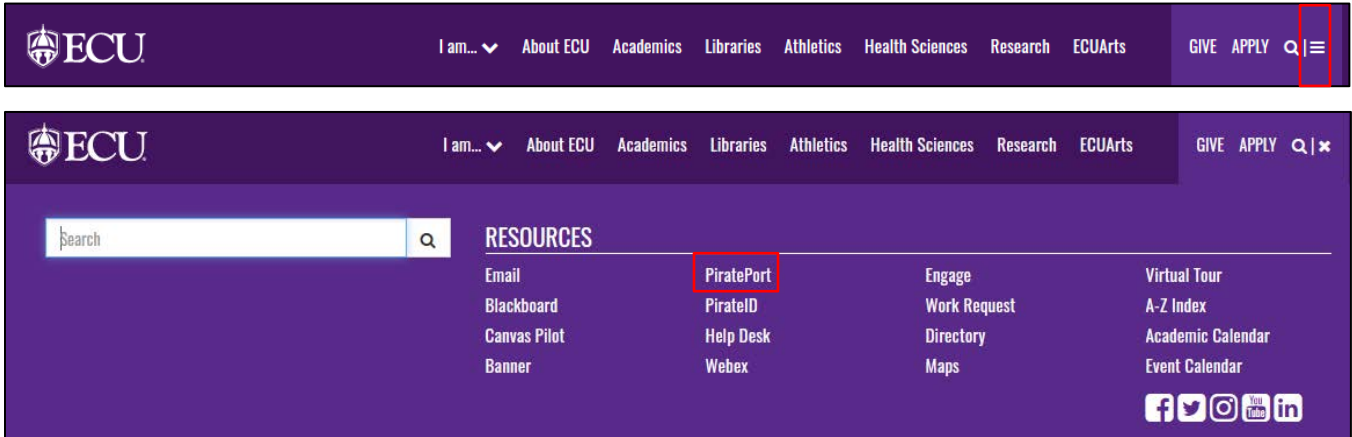 ECU I am... About ECU Academics Libraries Athletics Health Sciences Research ECUArts GIVE APPLY
ECU I am... About ECU Academics Libraries Athletics Health Sciences Research ECUArts GIVE APPLY
Search RESOURCES
Email PiratePort Engage Virtual Tour
Blackboard PirateID Work Request A-Z Index
Canvas Pilot Help Desk Directory Academic Calendar
Banner Webex Maps Event Calendar
You Tube in